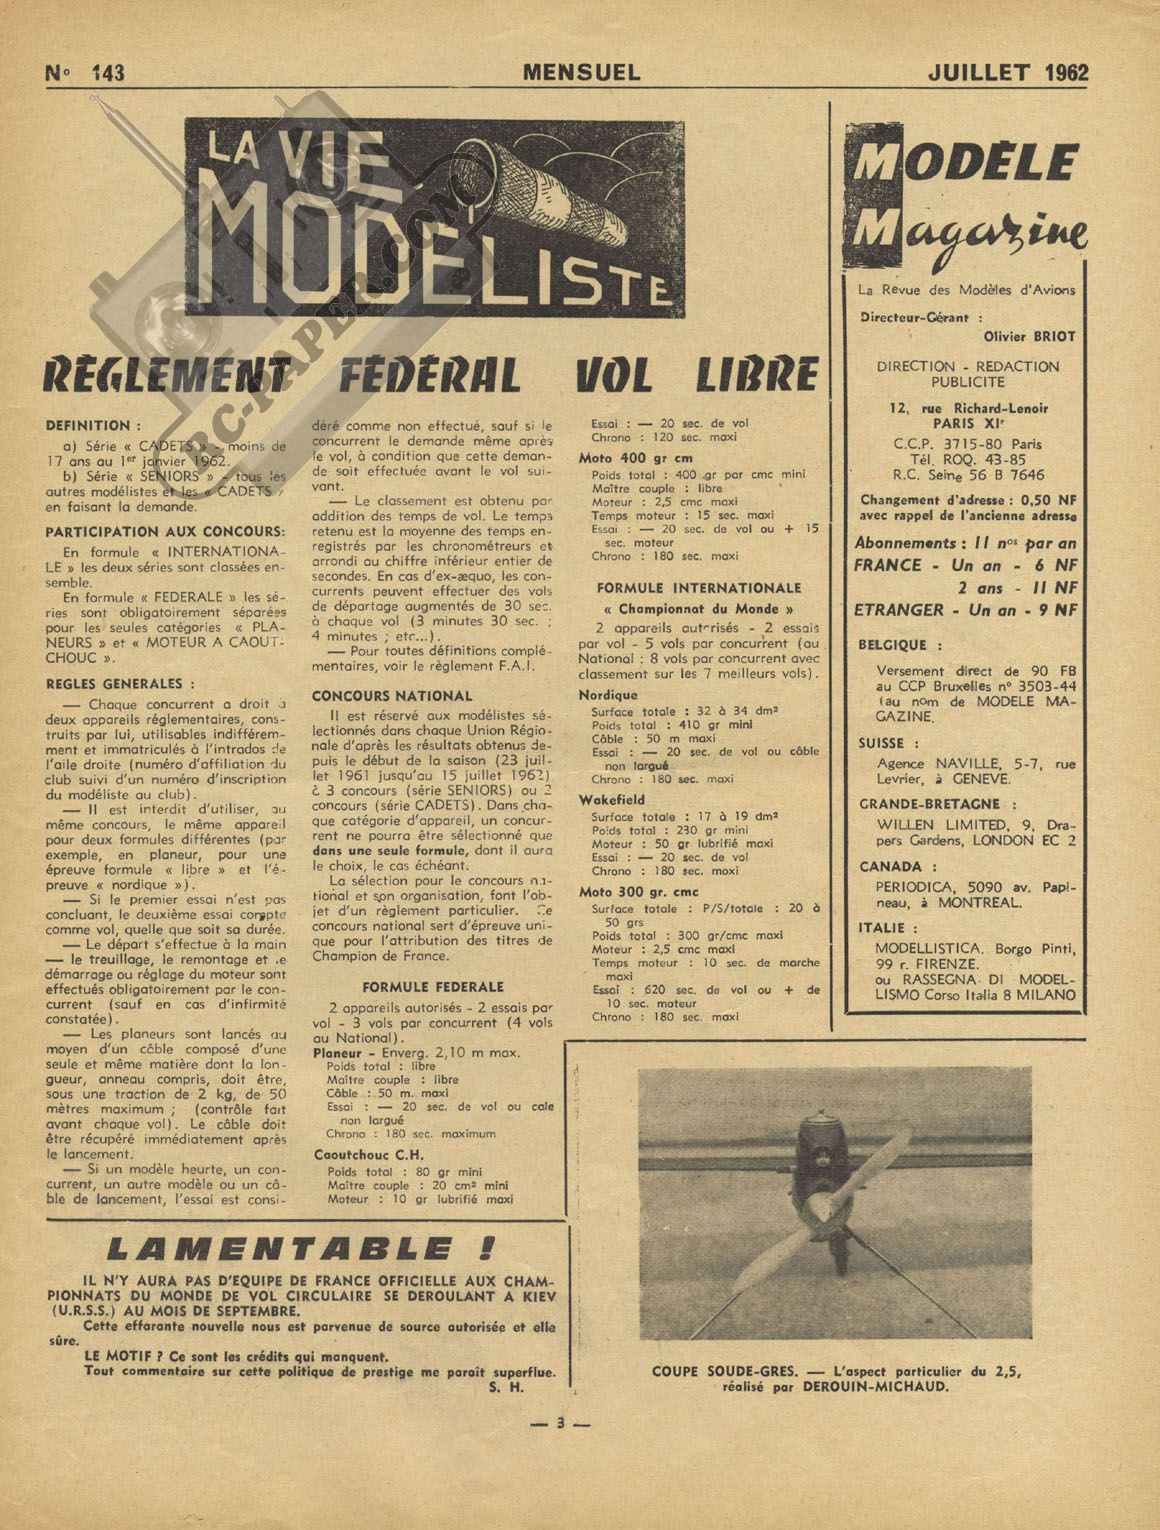 N° 143
MENSUEL
JUILLET 1962
LA VIE
MODELISTE
RC-PAPER.COM
RÈGLEMENT FÉDÉRAL VOL LIBRE
DEFINITION :
a) Série « CADETS » - moins de
17 ans au 1er janvier 1962.
b) Série « SENIORS » - tous les
autres modélistes et les « CADETS »
en faisant la demande.
PARTICIPATION AUX CONCOURS:
En formule « INTERNATIONA-
LE » les deux séries sont classées en-
semble.
En formule « FEDERALE » les sé-
ries sont obligatoirement séparées
pour les seules catégories « PLA-
NEURS » et « MOTEUR A CAOUT-
CHOUC ».
REGLES GENERALES :
— Chaque concurrent a droit a
deux appareils réglementaires, cons-
truits par lui, utilisables indifférem-
ment et immatriculés à l'intrados de
l'aile droite (numéro d'affiliation du
club suivi d'un numéro d'inscription
du modéliste au club).
— Il est interdit d'utiliser, au
même concours, le même appareil
pour deux formules différentes (par
exemple, en planeur, pour une
épreuve formule « libre » et l'é-
preuve « nordique »).
— Si le premier essai n'est pas
concluant, le deuxième essai compte
comme vol, quelle que soit sa durée.
— Le départ s'effectue à la main
— le treuillage, le remontage et le
démarrage ou réglage du moteur sont
effectués obligatoirement par le con-
current (sauf en cas d'infirmité
constatée).
— Les planeurs sont lancés au
moyen d'un câble composé d'une
seule et même matière dont la lon-
gueur, anneau compris, doit être,
sous une traction de 2 kg, de 50
mètres maximum ; (contrôle fait
avant chaque vol). Le câble doit
être récupéré immédiatement après
le lancement.
— Si un modèle heurte, un con-
current, un autre modèle ou un câ-
ble de lancement, l'essai est consi-
déré comme non effectué, sauf si le
concurrent le demande même après
le vol, à condition que cette deman-
de soit effectuée avant le vol sui-
vant.
— Le classement est obtenu par
addition des temps de vol. Le temps
retenu est la moyenne des temps en-
registrés par les chronométreurs et
arrondi au chiffre inférieur entier de
secondes. En cas d'ex-æquo, les con-
currents peuvent effectuer des vols
de départage augmentés de 30 sec.
à chaque vol (3 minutes 30 sec. ;
4 minutes ; etc...).
— Pour toutes définitions complé-
mentaires, voir le règlement F.A.I.
CONCOURS NATIONAL
Il est réservé aux modélistes sé-
lectionnés dans chaque Union Régio-
nale d'après les résultats obtenus de-
puis le début de la saison (23 juil-
let 1961 jusqu'au 15 juillet 1962)
à 3 concours (série SENIORS) ou 2
concours (série CADETS). Dans cha-
que catégorie d'appareil, un concur-
rent ne pourra être sélectionné que
dans une seule formule, dont il aura
le choix, le cas échéant.
La sélection pour le concours na-
tional et son organisation, font l'ob-
jet d'un règlement particulier. Ce
concours national sert d'épreuve uni-
que pour l'attribution des titres de
Champion de France.
FORMULE FEDERALE
2 appareils autorisés - 2 essais par
vol - 3 vols par concurrent (4 vols
au National).
Planeur - Enverg. 2,10 m max.
Poids total : libre
Maître couple : libre
Câble : 50 m. maxi
Essai : — 20 sec. de vol ou cale
non largué
Chrono : 180 sec. maximum
Caoutchouc C.H.
Poids total : 80 gr mini
Maître couple : 20 cm² mini
Moteur : 10 gr lubrifié maxi
Essai : — 20 sec. de vol
Chrono : 120 sec. maxi
Moto 400 gr cm
Poids total : 400 gr par cmc mini
Maître couple : libre
Moteur : 2,5 cmc maxi
Temps moteur : 15 sec. maxi
Essai : — 20 sec. de vol ou + 15
sec. moteur
Chrono : 180 sec. maxi
FORMULE INTERNATIONALE
« Championnat du Monde »
2 appareils autorisés - 2 essais
par vol - 5 vols par concurrent (au
National : 8 vols par concurrent avec
classement sur les 7 meilleurs vols).
Nordique
Surface totale : 32 à 34 dm²
Poids total : 410 gr mini
Câble : 50 m maxi
Essai : — 20 sec. de vol ou câble
non largué
Chrono : 180 sec. maxi
Wakefield
Surface totale : 17 à 19 dm²
Poids total : 230 gr mini
Moteur : 50 gr lubrifié maxi
Essai : — 20 sec. de vol
Chrono : 180 sec. maxi
Moto 300 gr. cmc
Surface totale : P/S/totale : 20 à
50 grs
Poids total : 300 gr/cmc maxi
Moteur : 2,5 cmc maxi
Temps moteur : 10 sec. de marche
maxi
Essai : 620 sec. de vol ou + de
10 sec. moteur
Chrono : 180 sec. maxi
MODÈLE
Magazine
La Revue des Modèles d'Avions
Directeur-Gérant :
Olivier BRIOT
DIRECTION - REDACTION
PUBLICITE
12, rue Richard-Lenoir
PARIS XIe
C.C.P. 3715-80 Paris
Tél. ROQ. 43-85
R.C. Seine 56 B 7646
Changement d'adresse : 0,50 NF
avec rappel de l'ancienne adresse
Abonnements : 11 nos par an
FRANCE - Un an - 6 NF
2 ans - 11 NF
ETRANGER - Un an - 9 NF
BELGIQUE :
Versement direct de 90 FB
au CCP Bruxelles n° 3503-44
(au nom de MODELE MA-
GAZINE.
SUISSE :
Agence NAVILLE, 5-7, rue
Levrier, à GENEVE.
GRANDE-BRETAGNE :
WILLEN LIMITED, 9, Dra-
pers Gardens, LONDON EC 2
CANADA :
PERIODICA, 5090 av. Papi-
neau, à MONTREAL.
ITALIE :
MODELLISTICA. Borgo Pinti,
99 r. FIRENZE.
ou RASSEGNA DI MODEL-
LISMO Corso Italia 8 MILANO
LAMENTABLE !
IL N'Y AURA PAS D'EQUIPE DE FRANCE OFFICIELLE AUX CHAM-
PIONNATS DU MONDE DE VOL CIRCULAIRE SE DEROULANT A KIEV
(U.R.S.S.) AU MOIS DE SEPTEMBRE.
Cette effarante nouvelle nous est parvenue de source autorisée et elle
sûre.
LE MOTIF ? Ce sont les crédits qui manquent.
Tout commentaire sur cette politique de prestige me paraît superflue.
S. H.
COUPE SOUDE-GRES. — L'aspect particulier du 2,5,
réalisé par DEROUIN-MICHAUD.
— 3 —